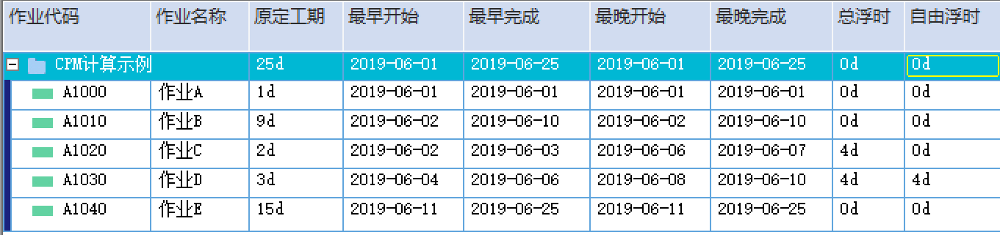 作业代码 作业名称 原定工期 最早开始 最早完成 最晚开始 最晚完成 总浮时 自由浮时
CPM计算示例 25d 2019-06-01 2019-06-25 2019-06-01 2019-06-25 0d 0d
A1000 作业A 1d 2019-06-01 2019-06-01 2019-06-01 2019-06-01 0d 0d
A1010 作业B 9d 2019-06-02 2019-06-10 2019-06-02 2019-06-10 0d 0d
A1020 作业C 2d 2019-06-02 2019-06-03 2019-06-06 2019-06-07 4d 0d
A1030 作业D 3d 2019-06-04 2019-06-06 2019-06-08 2019-06-10 4d 4d
A1040 作业E 15d 2019-06-11 2019-06-25 2019-06-11 2019-06-25 0d 0d